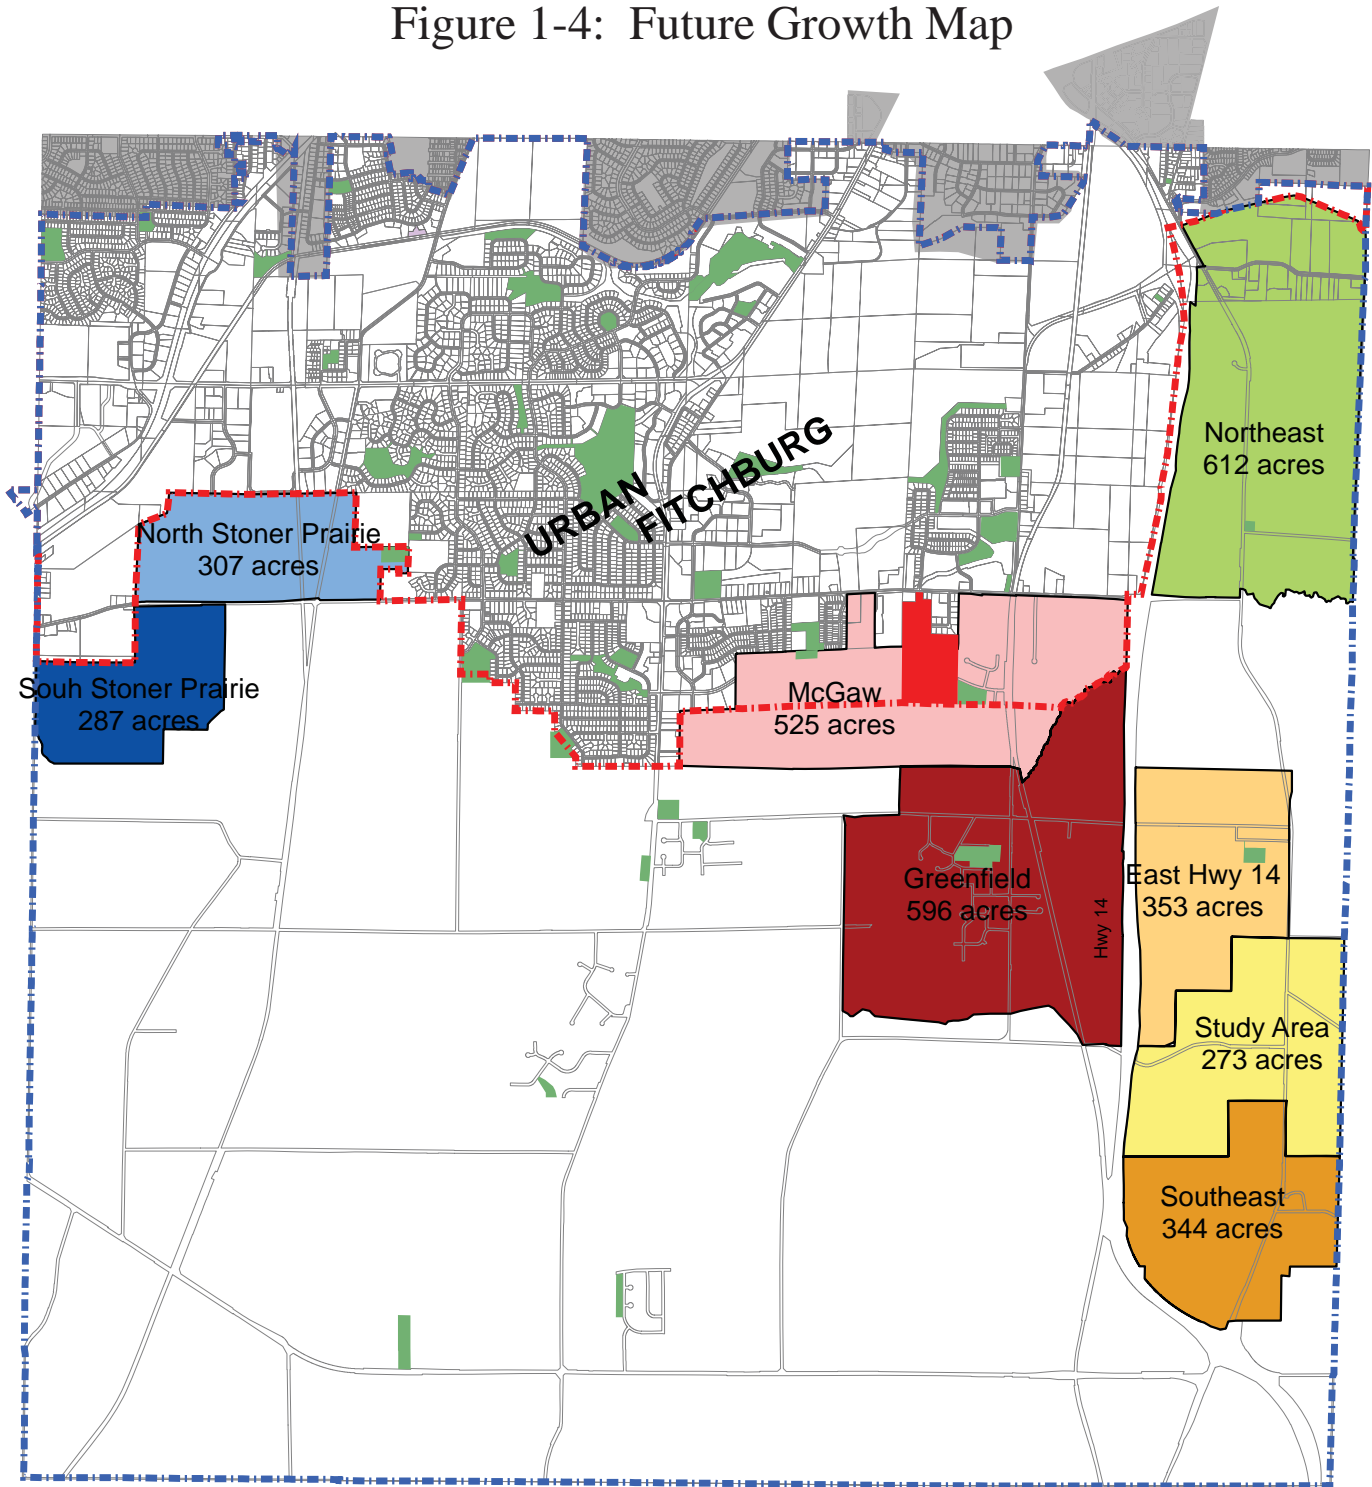 Figure 1-4: Future Growth Map
Northeast
612 acres
URBAN
FITCHBURG
North Stoner Prairie
307 acres
Souh Stoner Prairie
287 acres
McGaw
525 acres
Greenfield
596 acres
Hwy 14
East Hwy 14
353 acres
Study Area
273 acres
Southeast
344 acres